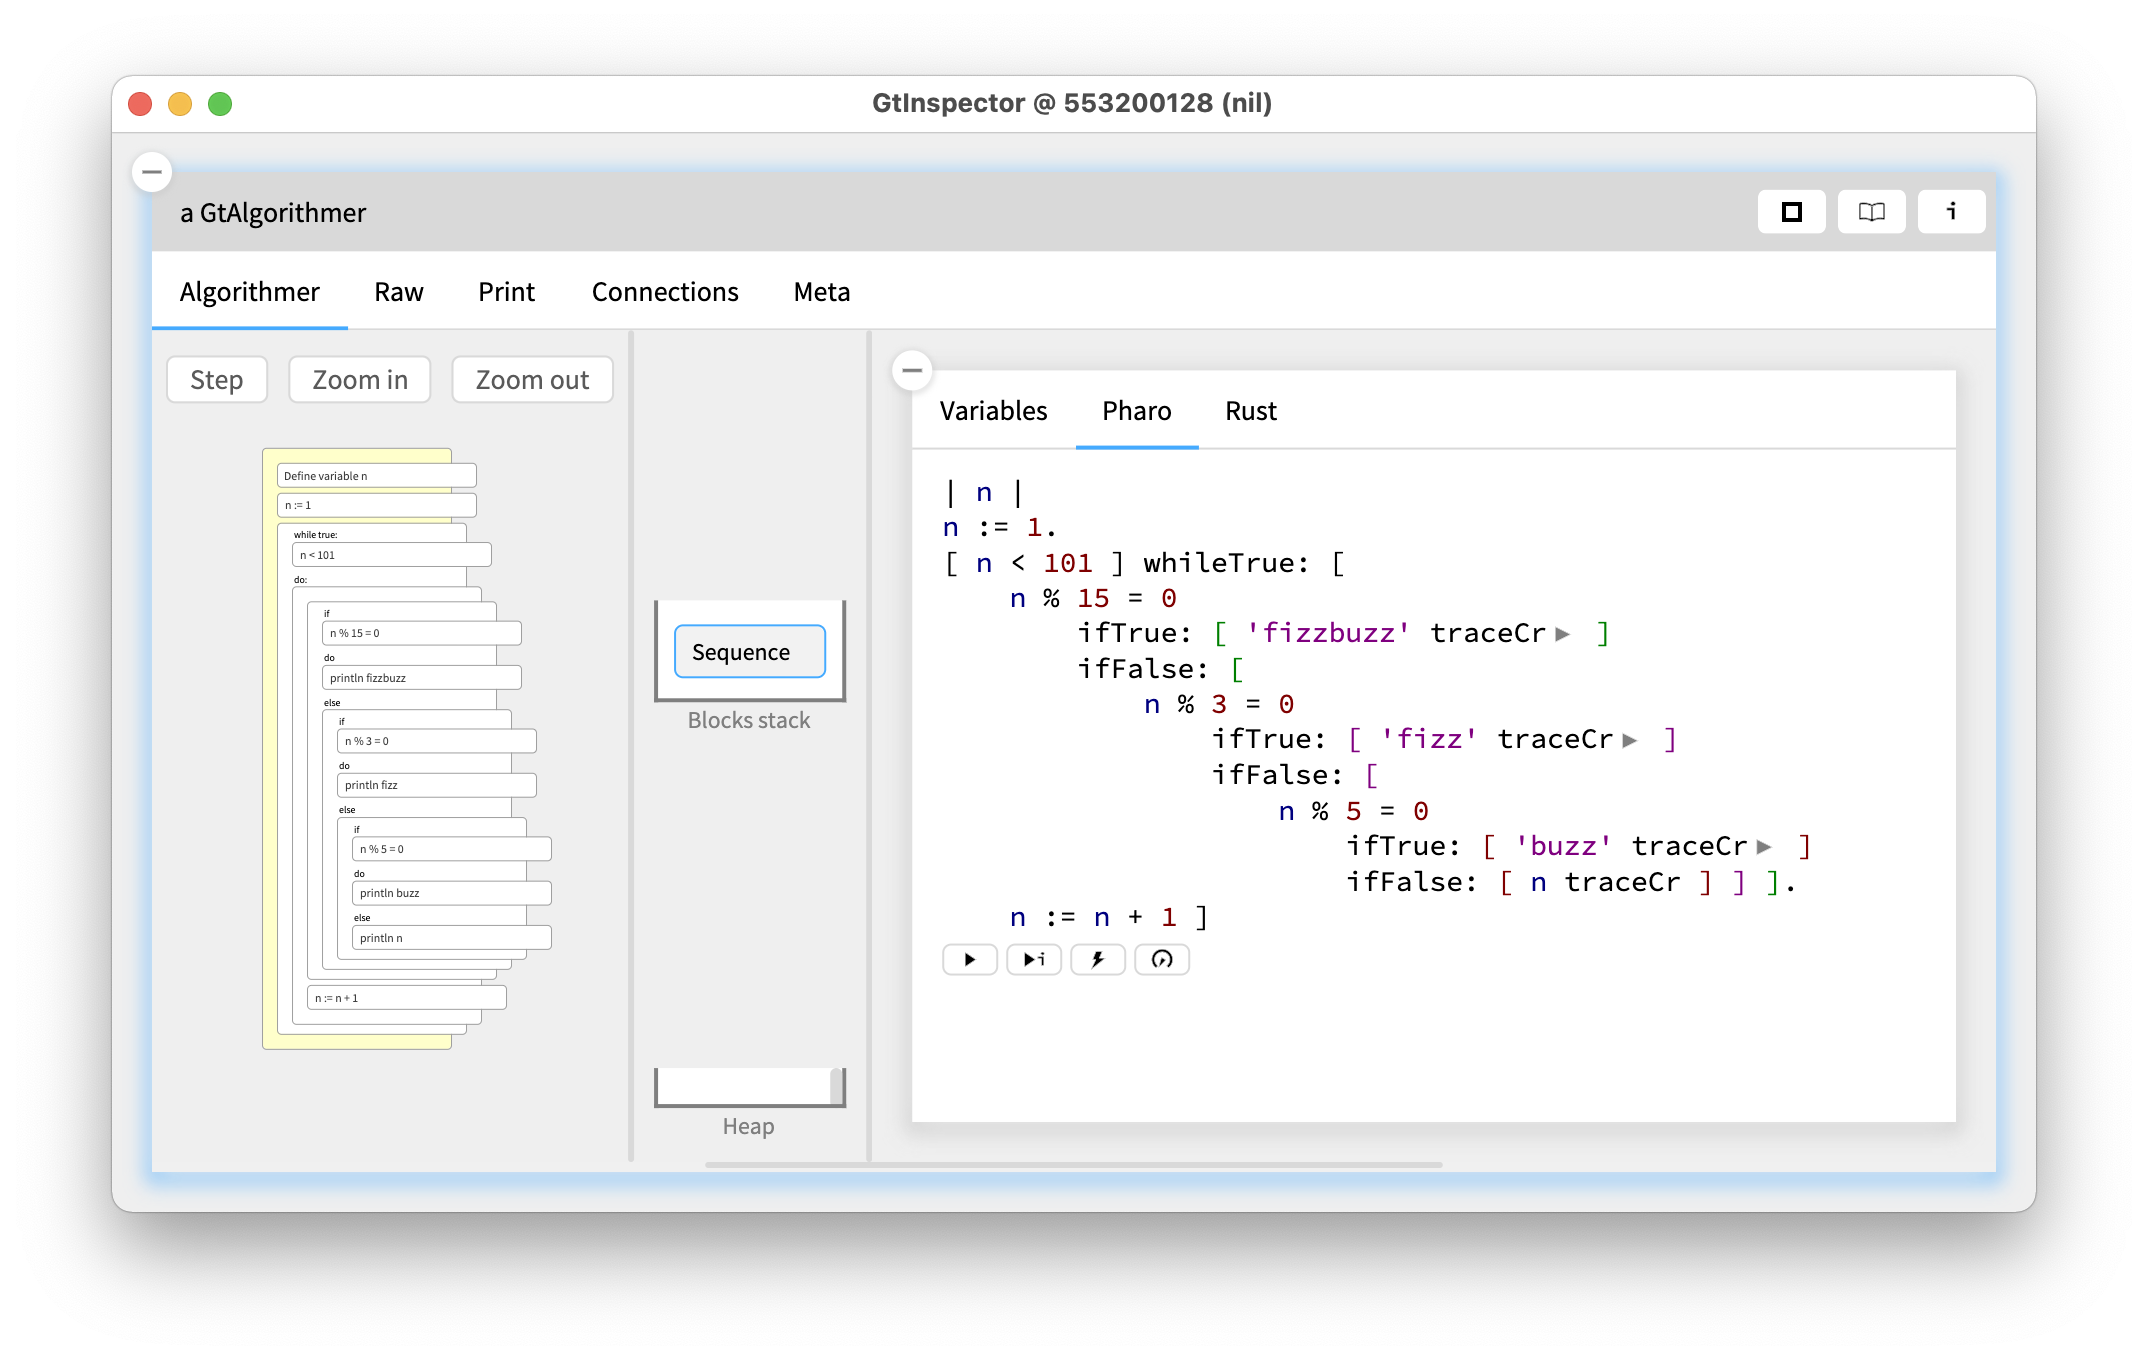 GtInspector @ 553200128 (nil)
a GtAlgorithmer
i
Algorithmer Raw Print Connections Meta
Step Zoom in Zoom out
Define variable n
n := 1
while true:
n < 101
do:
if
n % 15 = 0
do
println fizzbuzz
else
if
n % 3 = 0
do
println fizz
else
if
n % 5 = 0
do
println buzz
else
println n
n := n + 1
Sequence
Blocks stack
Heap
Variables Pharo Rust
| n |
n := 1.
[ n < 101 ] whileTrue: [
n % 15 = 0
ifTrue: [ 'fizzbuzz' traceCr ▶ ]
ifFalse: [
n % 3 = 0
ifTrue: [ 'fizz' traceCr ▶ ]
ifFalse: [
n % 5 = 0
ifTrue: [ 'buzz' traceCr ▶ ]
ifFalse: [ n traceCr ] ] ].
n := n + 1 ]
▶i